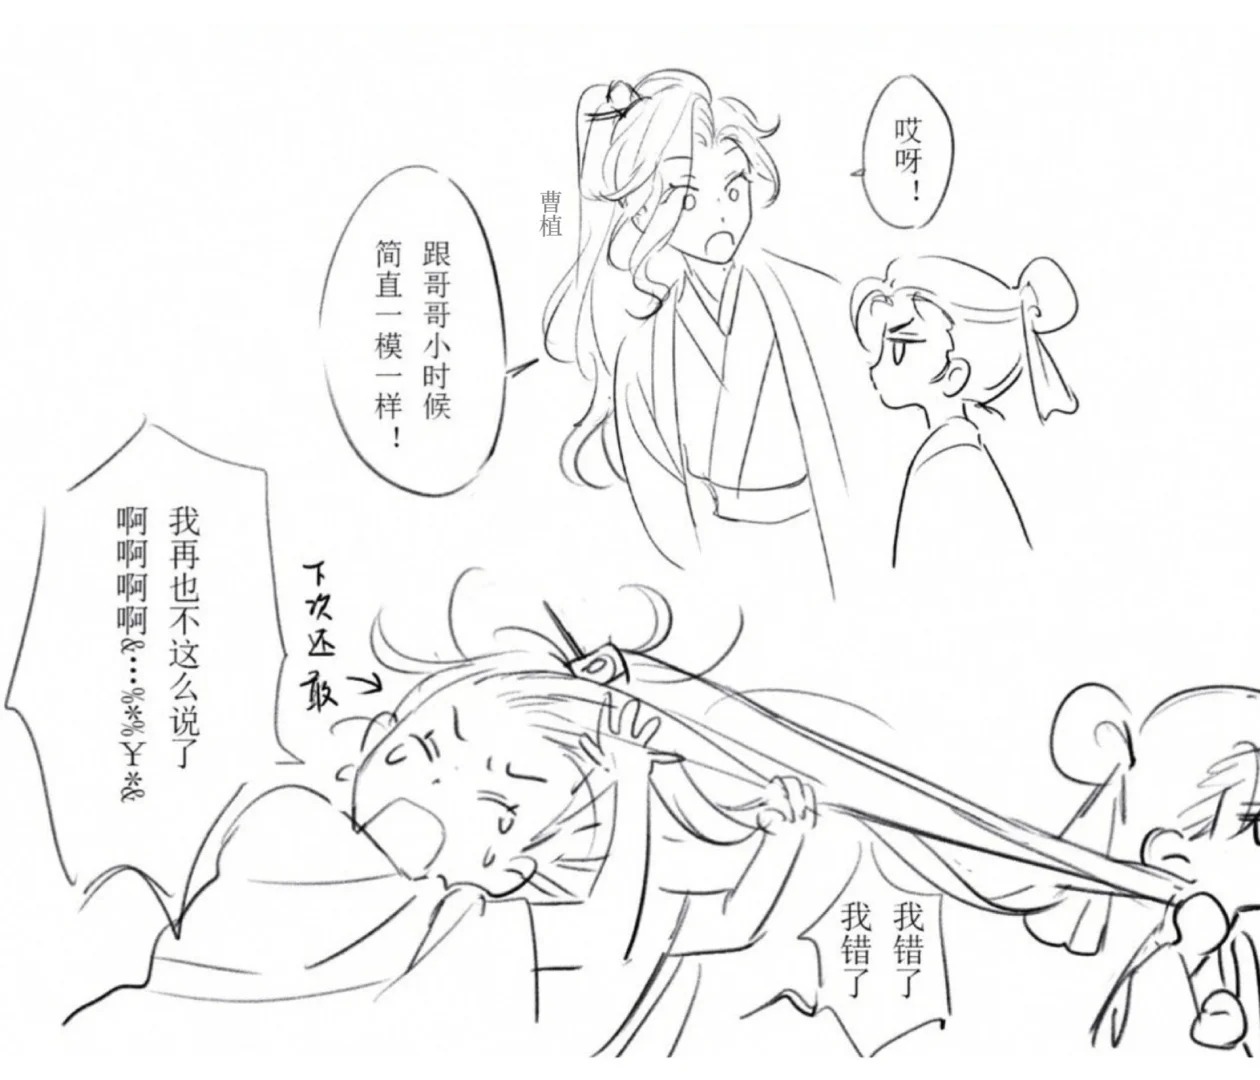 哎呀！
曹植
跟哥哥小时候
简直一模一样！
我再也不这么说了
啊啊啊啊&…%*%¥*&
下次还敢
我错了
我错了